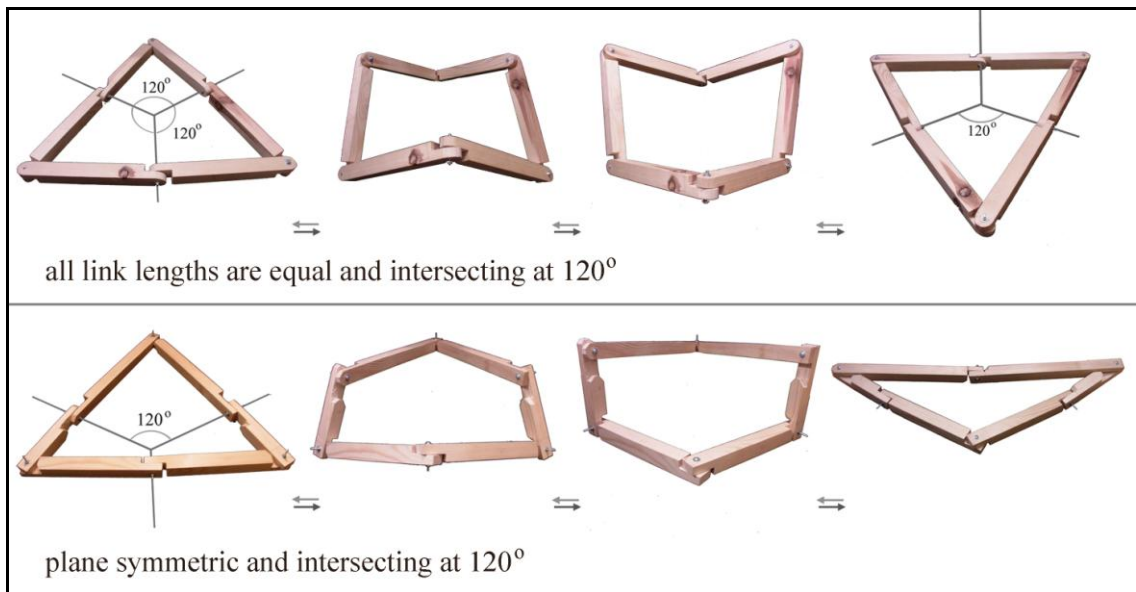 120°
120°
120°
all link lengths are equal and intersecting at 120°
120°
plane symmetric and intersecting at 120°